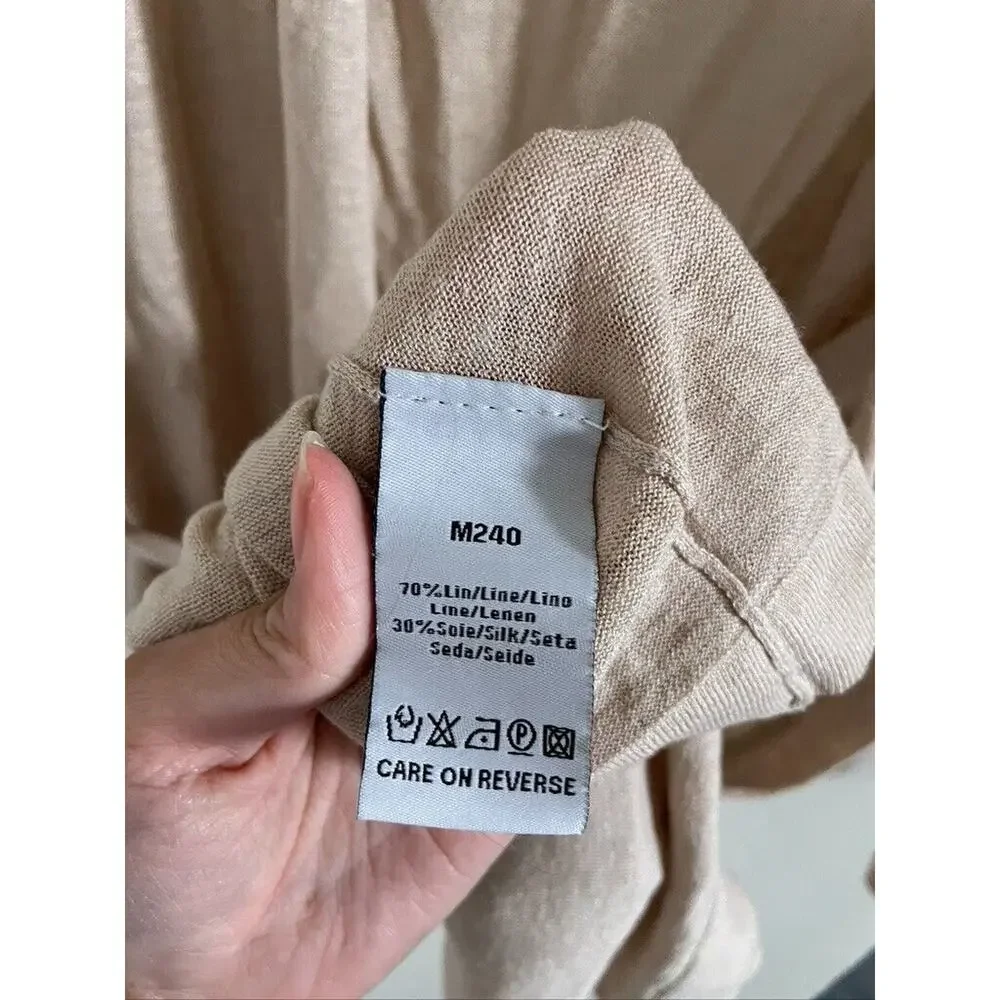 M240
70%Lin/Line/Lino
Line/Lenen
30%Soie/Silk/Seta
Seda/Seide
P
CARE ON REVERSE